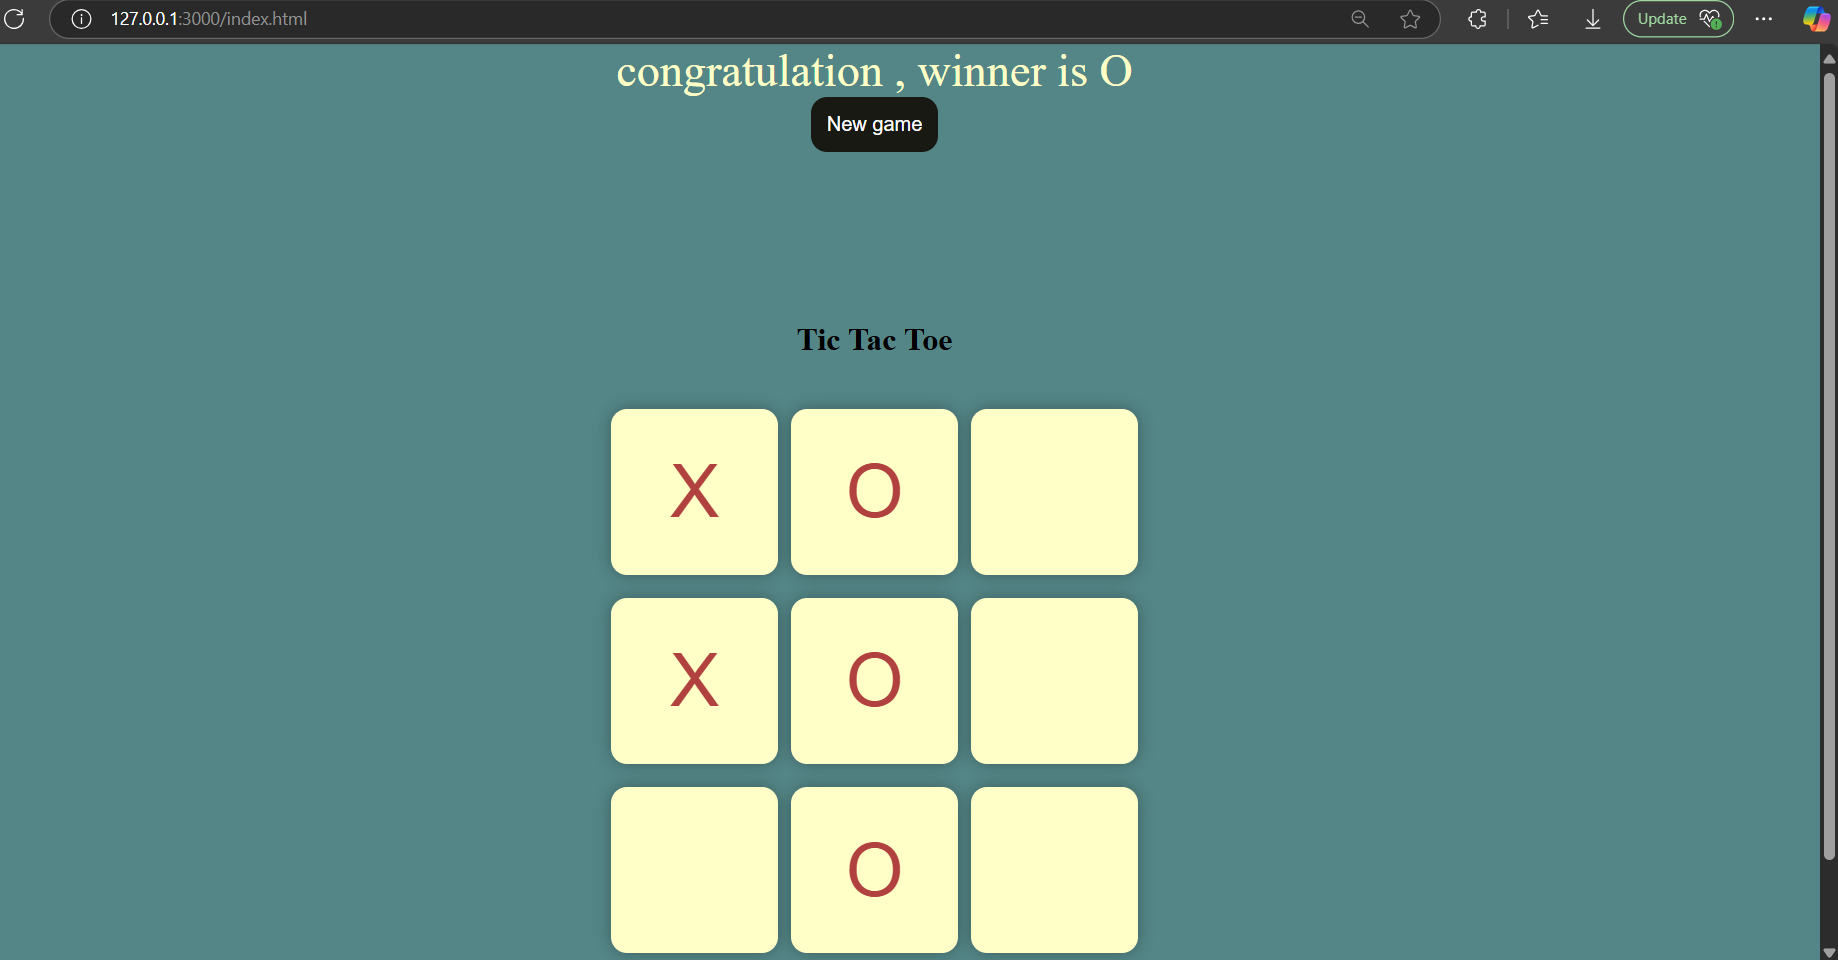 127.0.0.1:3000/index.html
Update
congratulation , winner is O
New game
Tic Tac Toe
X O
X O
O